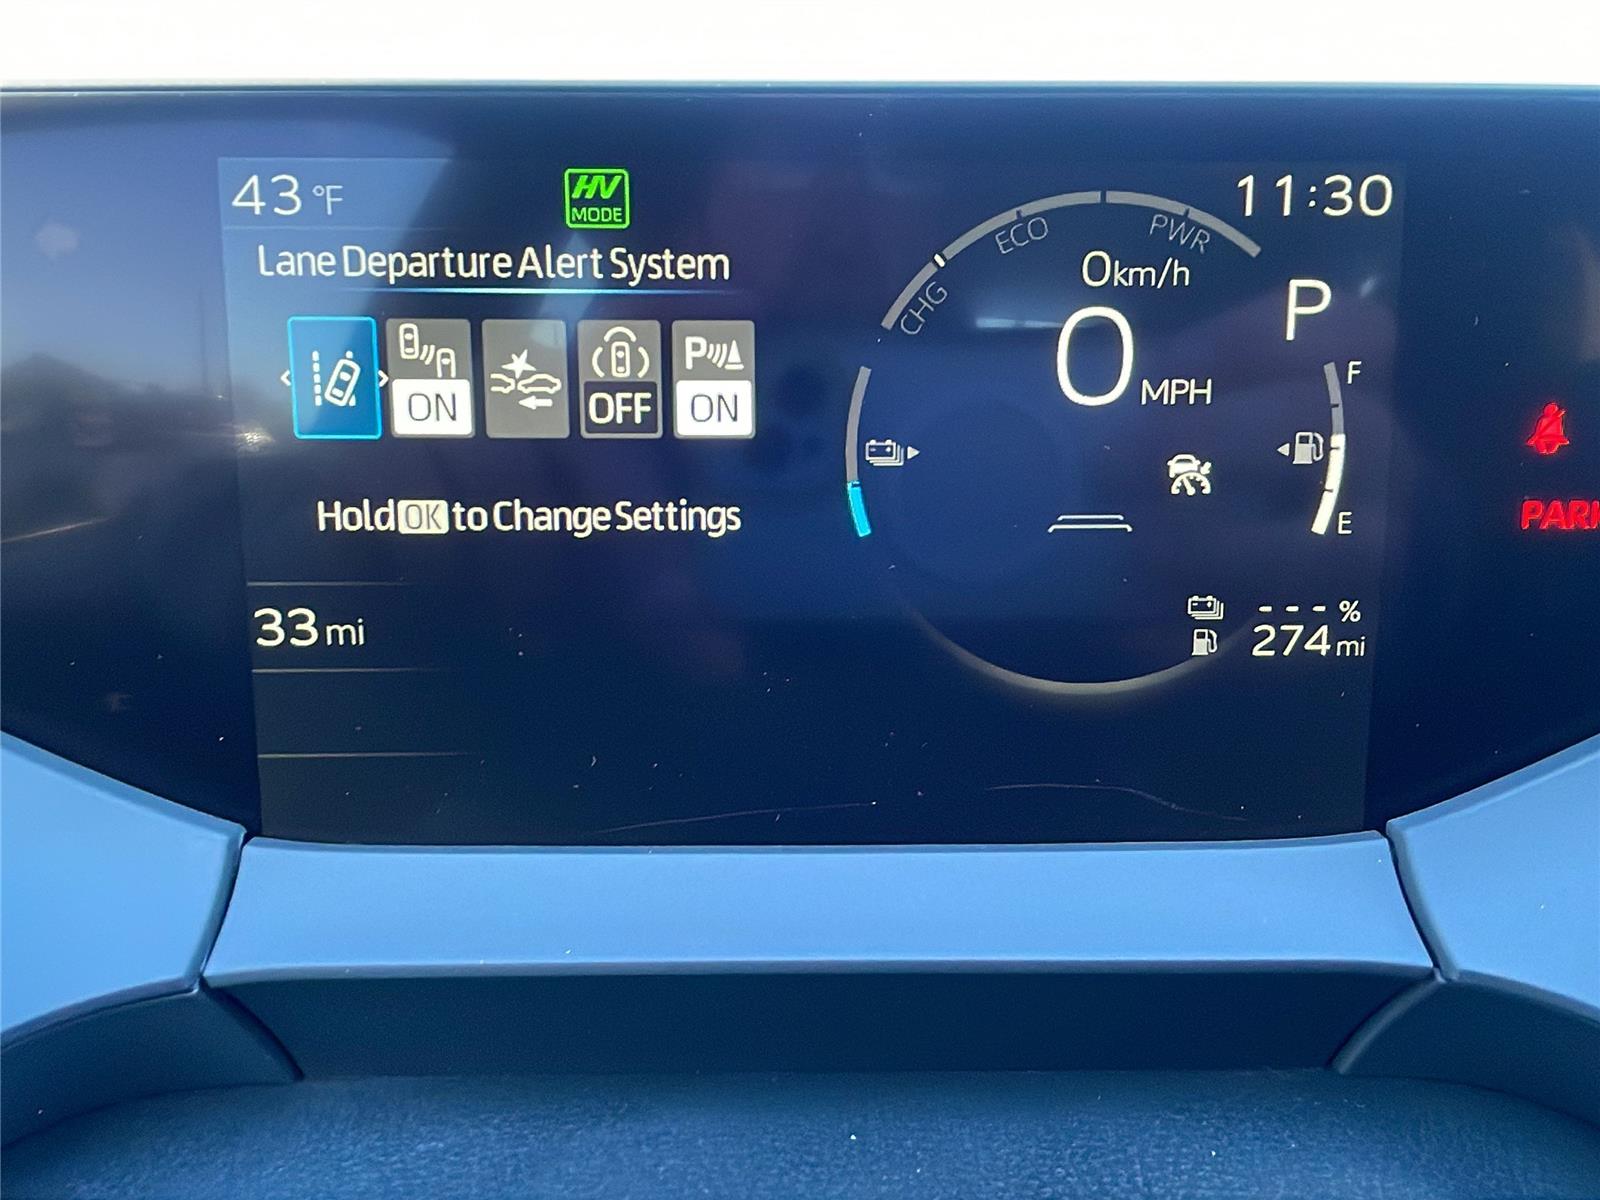 43 °F
HV
MODE
11:30
Lane Departure Alert System
CHG
ECO
PWR
0 km/h
0 MPH
P
ON
OFF
P
ON
F
E
Hold OK to Change Settings
PARK
33 mi
- - - %
274 mi